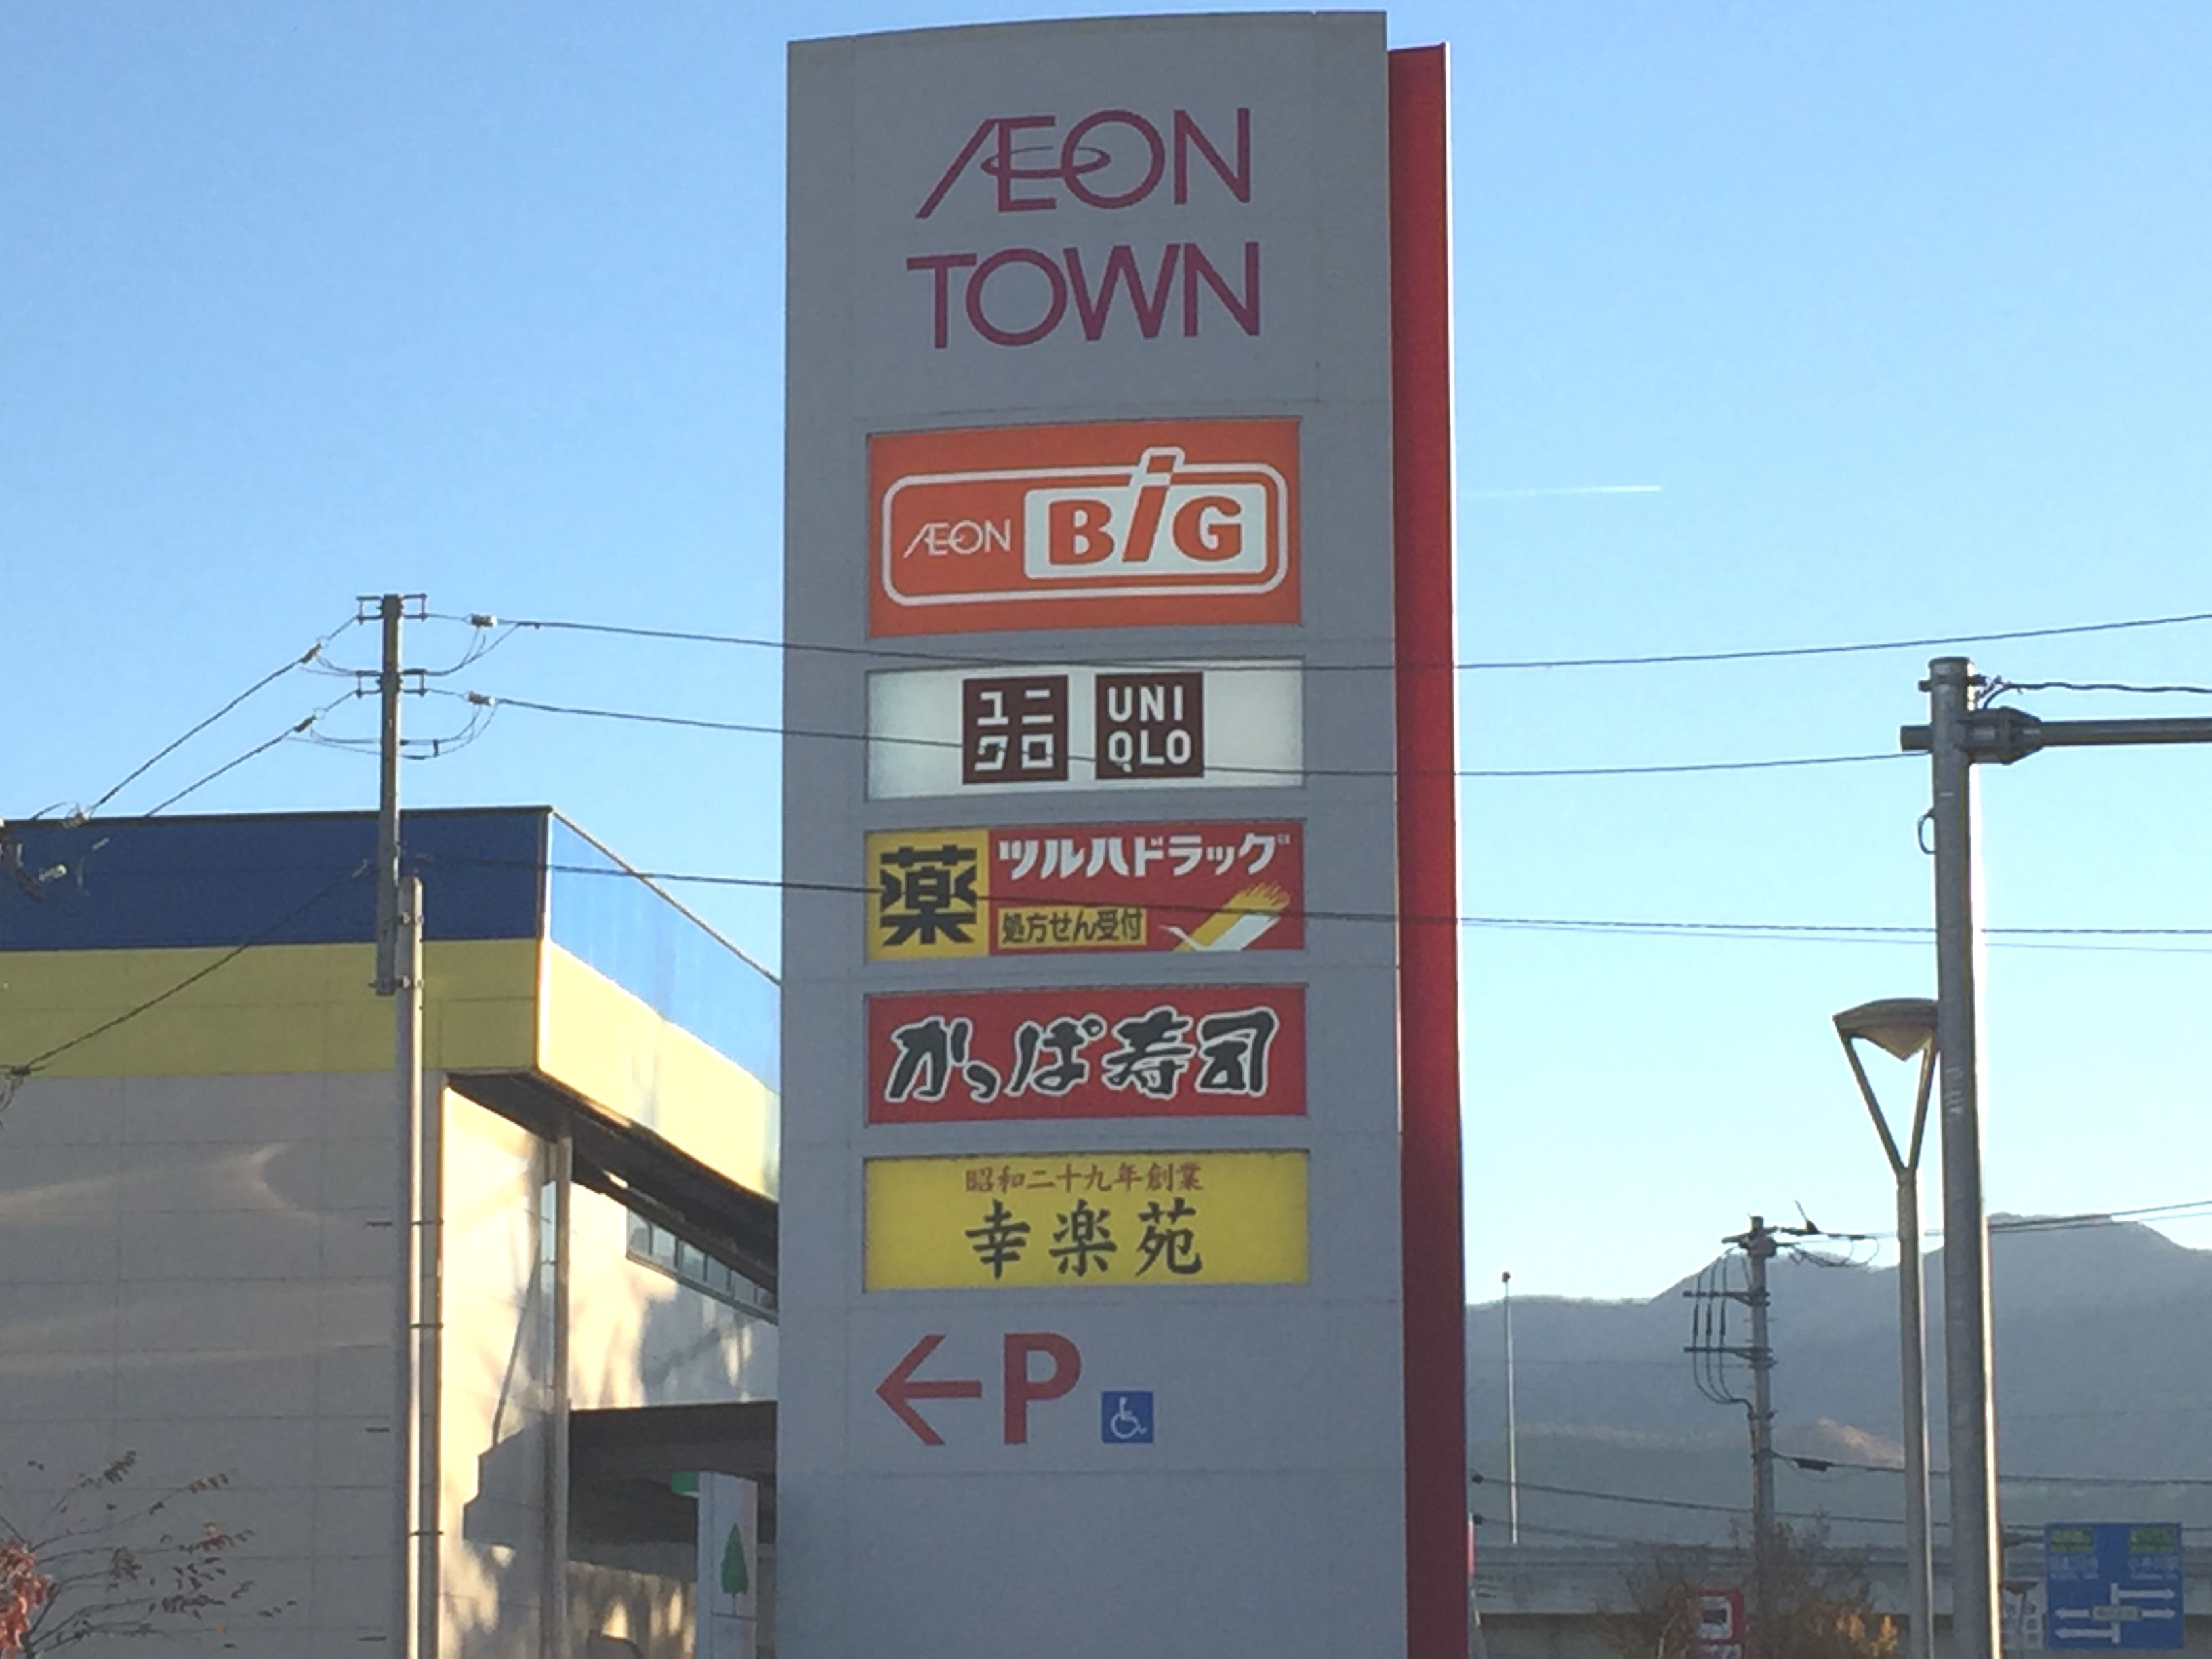 ÆON
TOWN
ÆON BiG
ユニ
クロ
UNI
QLO
薬
ツルハドラッグ
処方せん受付
かっぱ寿司
昭和二十九年創業
幸楽苑
←P